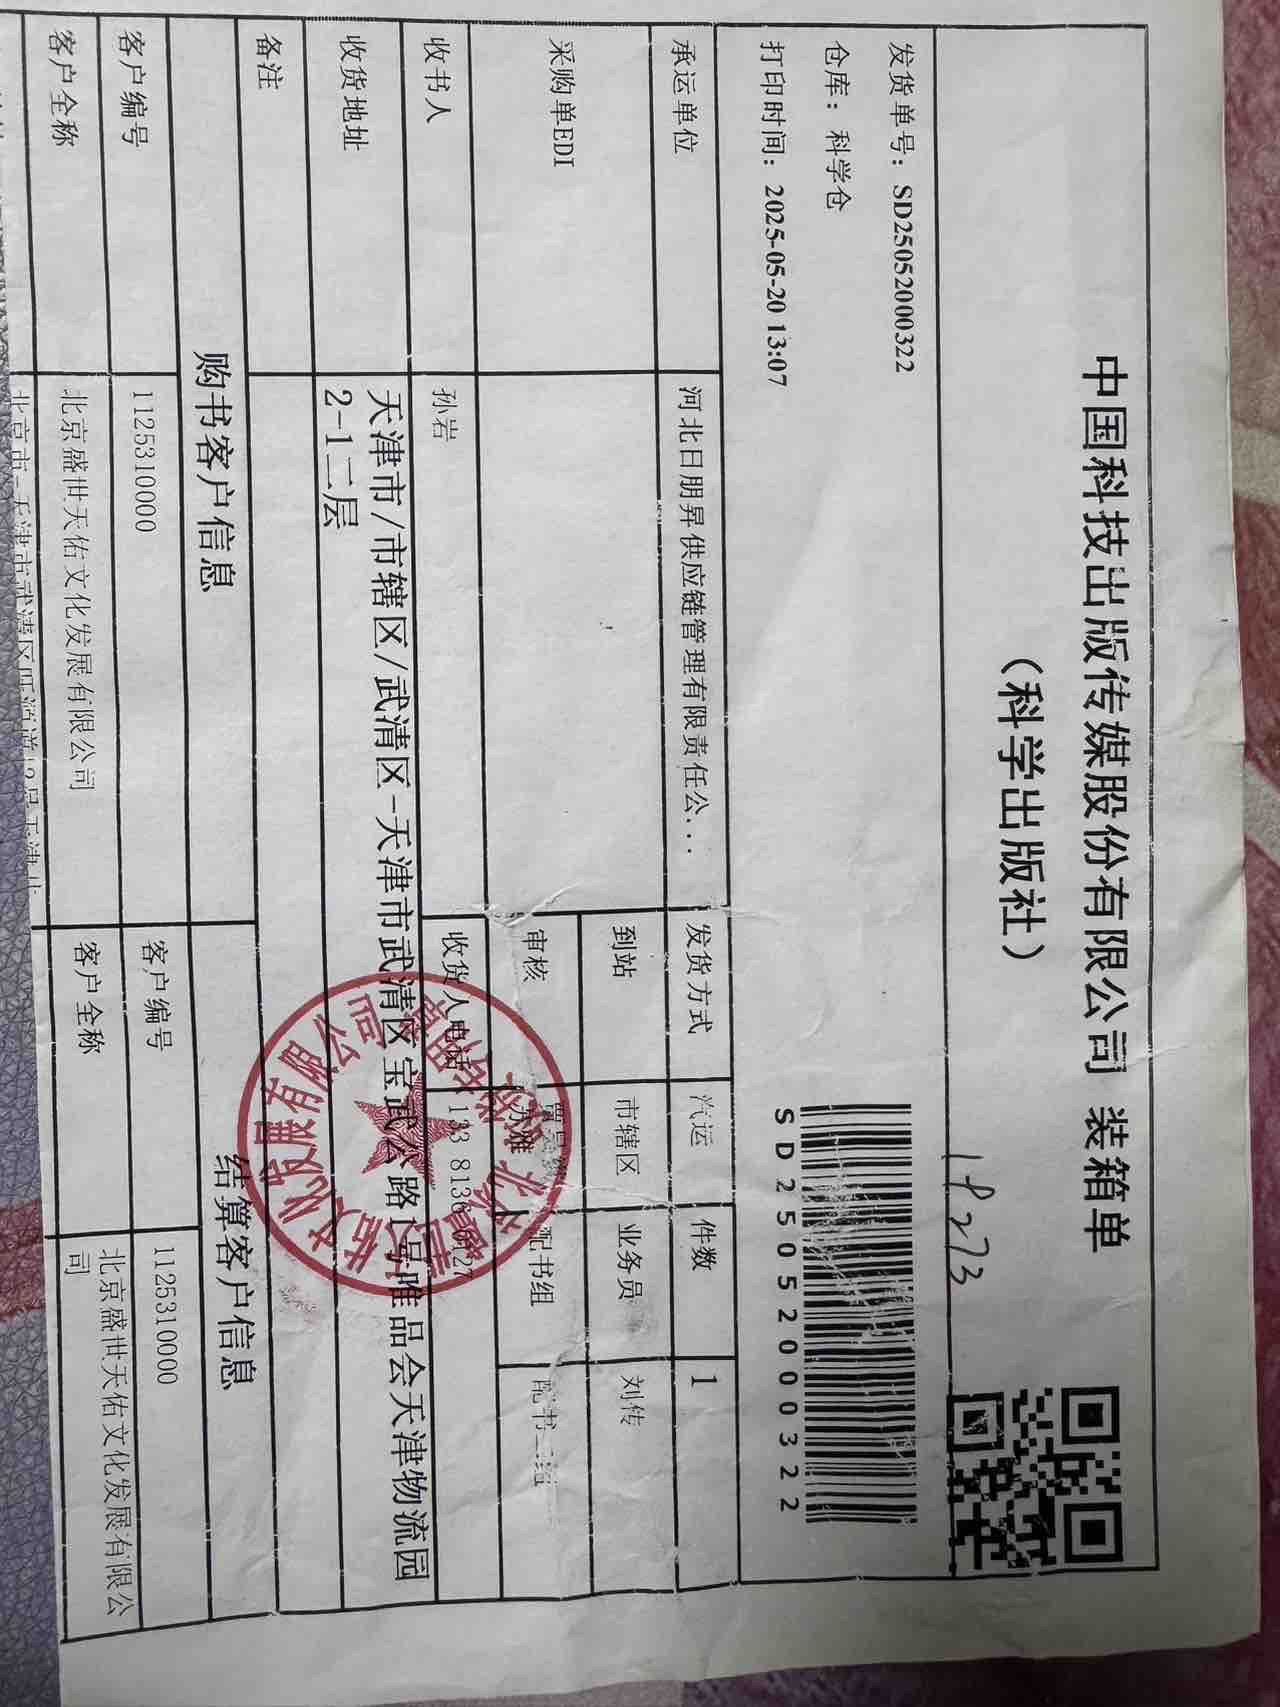 中国科技出版传媒股份有限公司 装箱单
（科学出版社）
发货单号：SD25052000322
仓库：科学仓
打印时间：2025-05-20 13:07
SD25052000322
承运单位 河北日朋昇供应链管理有限责任公... 发货方式 汽运 件数 1
采购单EDI 到站 市辖区 业务员 刘传
审核 配书组
收书人 孙岩 收货人电话
收货地址 天津市/市辖区/武清区-天津市武清区宝武公路1号唯品会天津物流园
2-1二层
备注
购书客户信息 结算客户信息
客户编号 1125310000 客户编号 1125310000
客户全称 北京盛世天佑文化发展有限公司 客户全称 北京盛世天佑文化发展有限公
司